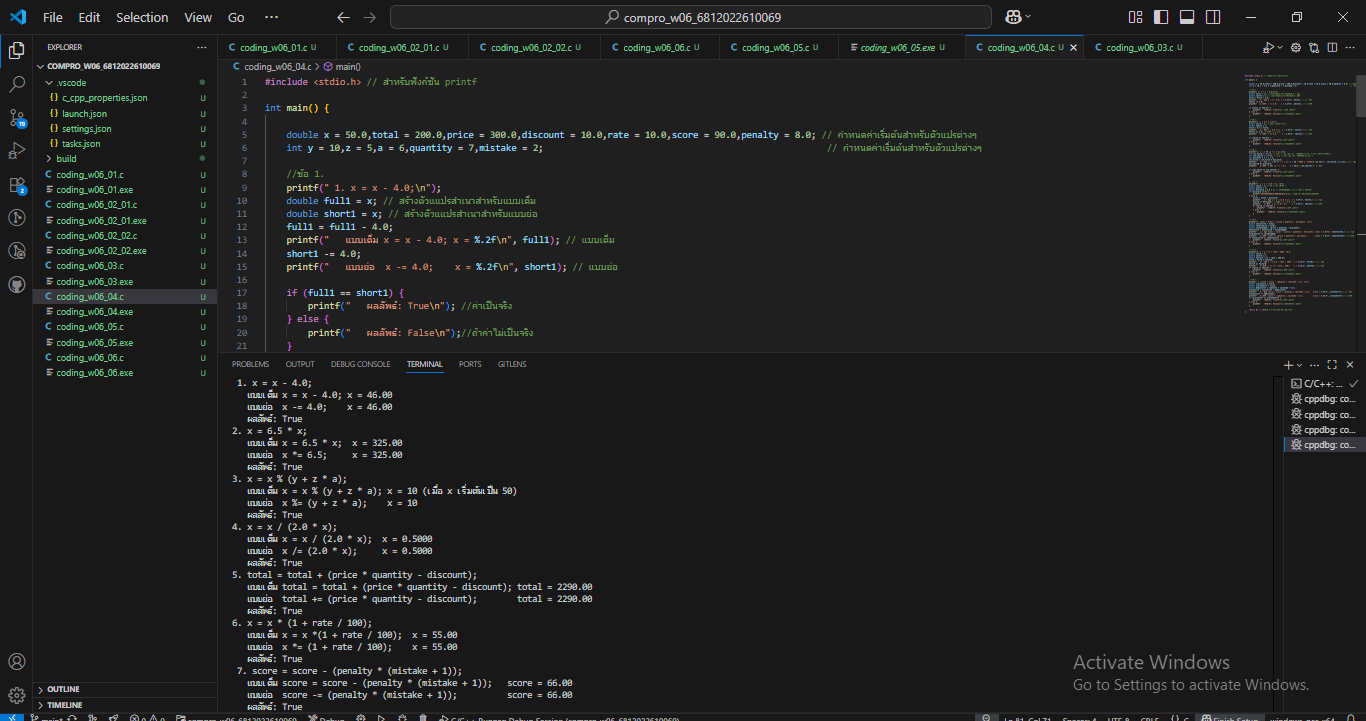 File Edit Selection View Go ··· compro_w06_6812022610069
EXPLORER
COMPRO_W06_6812022610069
.vscode
c_cpp_properties.json U
launch.json U
settings.json U
tasks.json U
build
coding_w06_01.c U
coding_w06_01.exe U
coding_w06_02_01.c U
coding_w06_02_01.exe U
coding_w06_02_02.c U
coding_w06_02_02.exe U
coding_w06_03.c U
coding_w06_03.exe U
coding_w06_04.c U
coding_w06_04.exe U
coding_w06_05.c U
coding_w06_05.exe U
coding_w06_06.c U
coding_w06_06.exe U
OUTLINE
TIMELINE
19
2
coding_w06_01.c U coding_w06_02_01.c U coding_w06_02_02.c U coding_w06_06.c U coding_w06_05.c U coding_w06_05.exe U coding_w06_04.c U coding_w06_03.c U
coding_w06_04.c > main()
1 #include <stdio.h> // สำหรับฟังก์ชัน printf
2
3 int main() {
4
5 double x = 50.0,total = 200.0,price = 300.0,discount = 10.0,rate = 10.0,score = 90.0,penalty = 8.0; // กำหนดค่าเริ่มต้นสำหรับตัวแปรต่างๆ
6 int y = 10,z = 5,a = 6,quantity = 7,mistake = 2; // กำหนดค่าเริ่มต้นสำหรับตัวแปรต่างๆ
7
8 //ข้อ 1.
9 printf(" 1. x = x - 4.0;\n");
10 double full1 = x; // สร้างตัวแปรสำเนาสำหรับแบบเต็ม
11 double short1 = x; // สร้างตัวแปรสำเนาสำหรับแบบย่อ
12 full1 = full1 - 4.0;
13 printf(" แบบเต็ม x = x - 4.0; x = %.2f\n", full1); // แบบเต็ม
14 short1 -= 4.0;
15 printf(" แบบย่อ x -= 4.0; x = %.2f\n", short1); // แบบย่อ
16
17 if (full1 == short1) {
18 printf(" ผลลัพธ์: True\n"); //ค่าเป็นจริง
19 } else {
20 printf(" ผลลัพธ์: False\n");//ถ้าค่าไม่เป็นจริง
21 }
PROBLEMS OUTPUT DEBUG CONSOLE TERMINAL PORTS GITLENS
1. x = x - 4.0;
แบบเต็ม x = x - 4.0; x = 46.00
แบบย่อ x -= 4.0; x = 46.00
ผลลัพธ์: True
2. x = 6.5 * x;
แบบเต็ม x = 6.5 * x; x = 325.00
แบบย่อ x *= 6.5; x = 325.00
ผลลัพธ์: True
3. x = x % (y + z * a);
แบบเต็ม x = x % (y + z * a); x = 10 (เมื่อ x เริ่มต้นเป็น 50)
แบบย่อ x %= (y + z * a); x = 10
ผลลัพธ์: True
4. x = x / (2.0 * x);
แบบเต็ม x = x / (2.0 * x); x = 0.5000
แบบย่อ x /= (2.0 * x); x = 0.5000
ผลลัพธ์: True
5. total = total + (price * quantity - discount);
แบบเต็ม total = total + (price * quantity - discount); total = 2290.00
แบบย่อ total += (price * quantity - discount); total = 2290.00
ผลลัพธ์: True
6. x = x * (1 + rate / 100);
แบบเต็ม x = x *(1 + rate / 100); x = 55.00
แบบย่อ x *= (1 + rate / 100); x = 55.00
ผลลัพธ์: True
7. score = score - (penalty * (mistake + 1));
แบบเต็ม score = score - (penalty * (mistake + 1)); score = 66.00
แบบย่อ score -= (penalty * (mistake + 1)); score = 66.00
ผลลัพธ์: True
C/C++: ...
cppdbg: co...
cppdbg: co...
cppdbg: co...
cppdbg: co...
Activate Windows
Go to Settings to activate Windows.